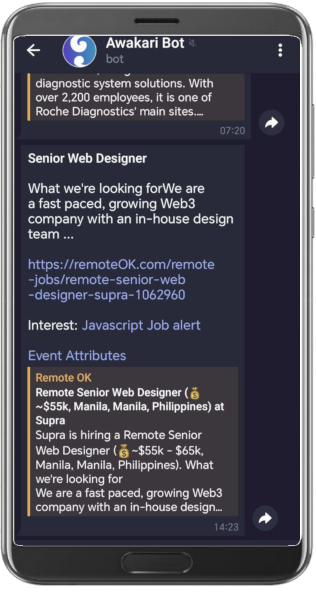 Awakari Bot
bot
diagnostic system solutions. With
over 2,200 employees, it is one of
Roche Diagnostics' main sites....
07:20
Senior Web Designer
What we're looking forWe are
a fast paced, growing Web3
company with an in-house design
team ...
https://remoteOK.com/remote
-jobs/remote-senior-web
-designer-supra-1062960
Interest: Javascript Job alert
Event Attributes
Remote OK
Remote Senior Web Designer (💰
~$55k, Manila, Manila, Philippines) at
Supra
Supra is hiring a Remote Senior
Web Designer (💰~$55k - $65k,
Manila, Manila, Philippines). What
we're looking for
We are a fast paced, growing Web3
company with an in-house design...
14:23